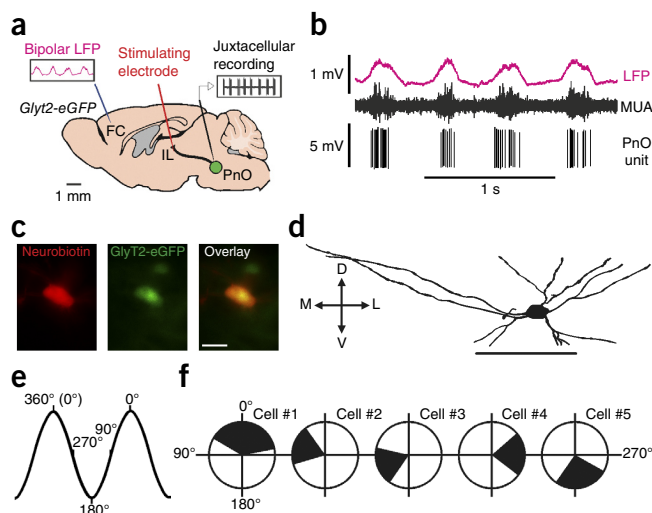 a
Bipolar LFP
Stimulating
electrode
Juxtacellular
recording
Glyt2-eGFP
FC
IL
PnO
1 mm
b
1 mV
LFP
MUA
5 mV
PnO
unit
1 s
c
Neurobiotin
GlyT2-eGFP
Overlay
d
D
M
L
V
e
360° (0°)
0°
90°
270°
180°
f
0°
Cell #1
Cell #2
Cell #3
Cell #4
Cell #5
90°
270°
180°